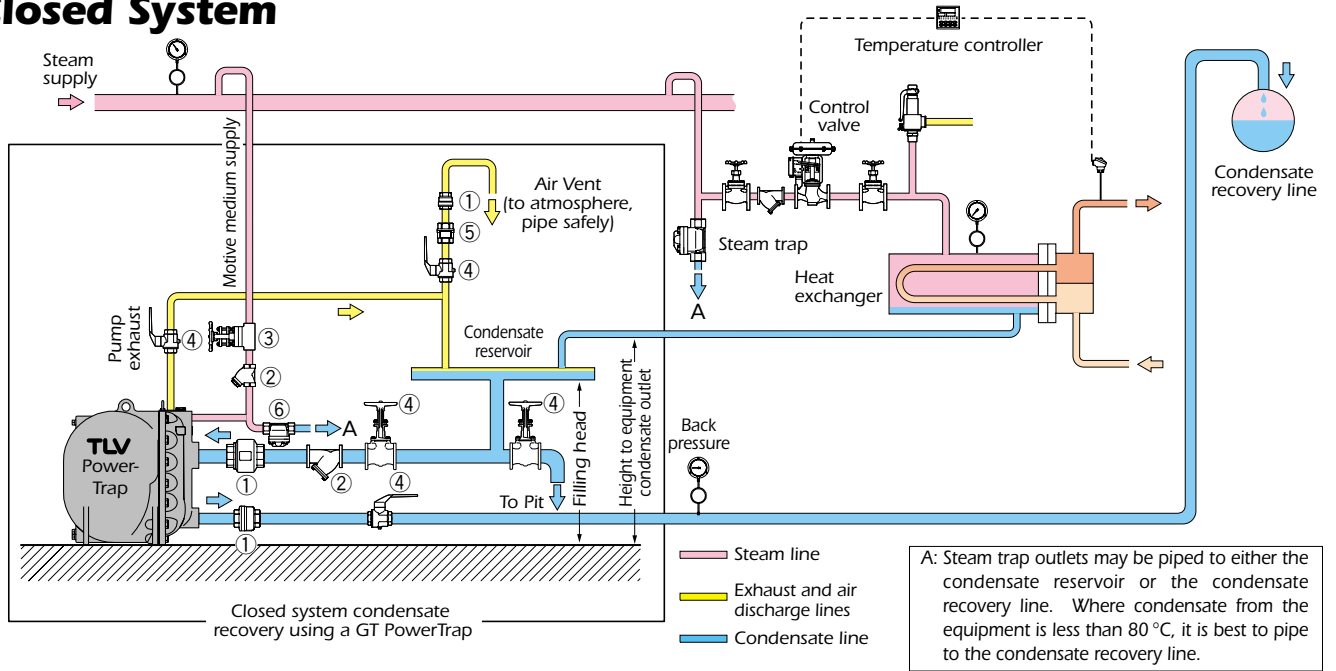 Closed System
Steam
supply
Motive medium supply
Temperature controller
Control
valve
Condensate
recovery line
Air Vent
(to atmosphere,
pipe safely)
①
⑤
④
Steam trap
A
Heat
exchanger
Pump
exhaust
④
③
②
Condensate
reservoir
⑥
A
④
④
TLV
Power-
Trap
①
②
④
To Pit
Filling head
Height to equipment
condensate outlet
Back
pressure
①
Steam line
Exhaust and air
discharge lines
Condensate line
Closed system condensate
recovery using a GT PowerTrap
A: Steam trap outlets may be piped to either the
condensate reservoir or the condensate
recovery line. Where condensate from the
equipment is less than 80 °C, it is best to pipe
to the condensate recovery line.